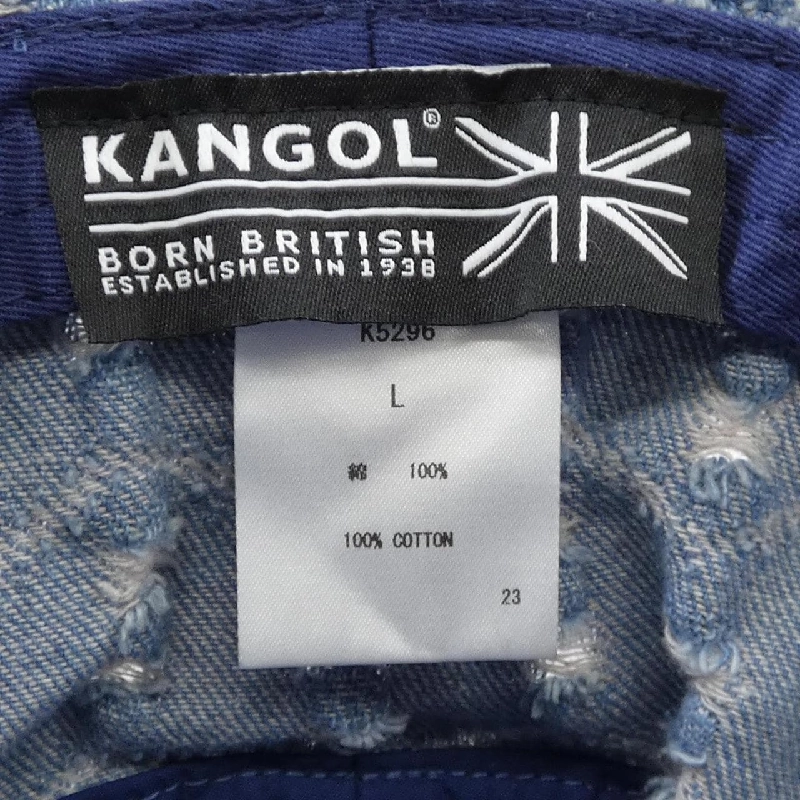 KANGOL®
BORN BRITISH
ESTABLISHED IN 1938
K5296
L
綿 100%
100% COTTON
23